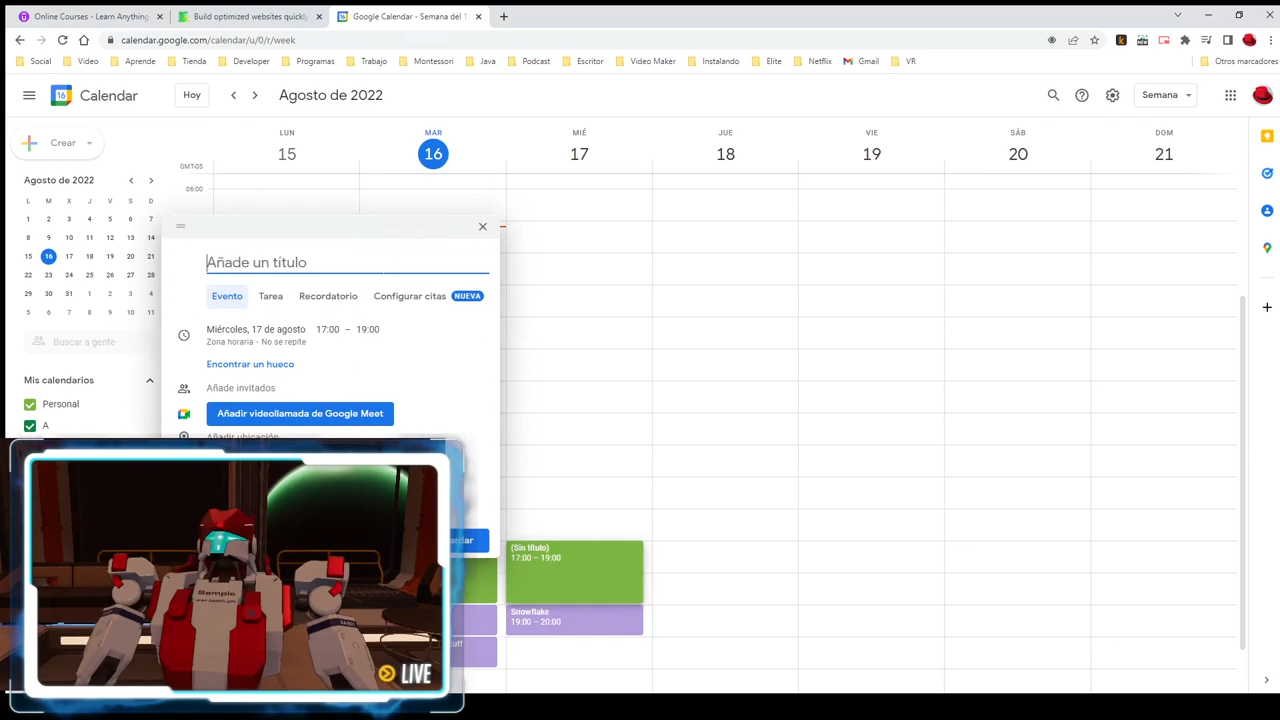 Online Courses - Learn Anything,
Build optimized websites quickly
Google Calendar - Semana del 1
calendar.google.com/calendar/u/0/r/week
Social Video Aprende Tienda Developer Programas Trabajo Montessori Java Podcast Escritor Video Maker Instalando Elite Netflix Gmail VR Otros marcadores
16 Calendar Hoy Agosto de 2022 Semana
Crear
LUN MAR MIÉ JUE VIE SÁB DOM
15 16 17 18 19 20 21
GMT-05
06:00
Agosto de 2022
L M X J V S D
1 2 3 4 5 6 7
8 9 10 11 12 13 14
15 16 17 18 19 20 21
22 23 24 25 26 27 28
29 30 31 1 2 3 4
5 6 7 8 9 10 11
Buscar a gente
Mis calendarios
Personal
A
Añade un título
Evento Tarea Recordatorio Configurar citas NUEVA
Miércoles, 17 de agosto 17:00 – 19:00
Zona horaria · No se repite
Encontrar un hueco
Añade invitados
Añadir videollamada de Google Meet
Añadir ubicación
(Sin título)
17:00 – 19:00
Snowflake
19:00 – 20:00
Sample
LIVE